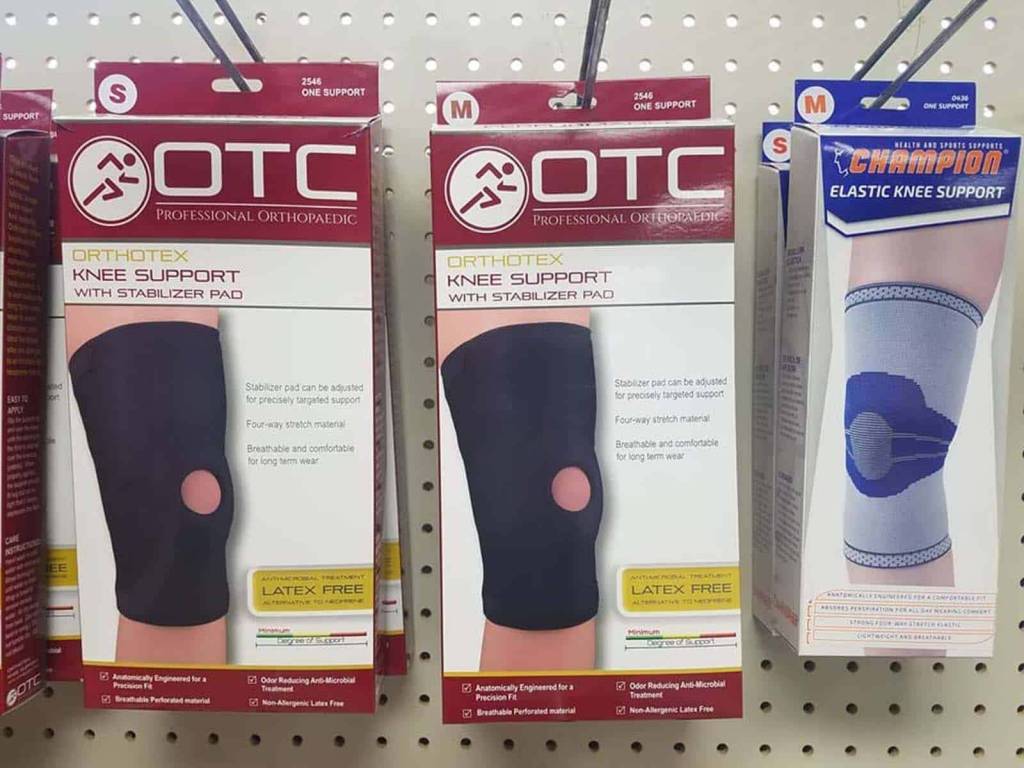 SUPPORT
EASY TO
APPLY
CARE
INSTRUCTIONS
OTC
S
2546
ONE SUPPORT
OTC
PROFESSIONAL ORTHOPAEDIC
ORTHOTEX
KNEE SUPPORT
WITH STABILIZER PAD
Stabilizer pad can be adjusted
for precisely targeted support
Four-way stretch material
Breathable and comfortable
for long term wear
ANTI-MICROBIAL TREATMENT
LATEX FREE
ALTERNATIVE TO NEOPRENE
Minimum
Degree of Support
Anatomically Engineered for a
Precision Fit
Breathable Perforated material
Odor Reducing Anti-Microbial
Treatment
Non-Allergenic Latex Free
M
2546
ONE SUPPORT
OTC
PROFESSIONAL ORTHOPAEDIC
ORTHOTEX
KNEE SUPPORT
WITH STABILIZER PAD
Stabilizer pad can be adjusted
for precisely targeted support
Four-way stretch material
Breathable and comfortable
for long term wear
ANTI-MICROBIAL TREATMENT
LATEX FREE
ALTERNATIVE TO NEOPRENE
Minimum
Degree of Support
Anatomically Engineered for a
Precision Fit
Breathable Perforated material
Odor Reducing Anti-Microbial
Treatment
Non-Allergenic Latex Free
S
M
0436
ONE SUPPORT
HEALTH AND SPORTS SUPPORTS
CHAMPION
ELASTIC KNEE SUPPORT
ANATOMICALLY ENGINEERED FOR A COMFORTABLE FIT
ABSORBS PERSPIRATION FOR ALL DAY WEARING COMFORT
STRONG FOUR-WAY STRETCH ELASTIC
LIGHTWEIGHT AND BREATHABLE